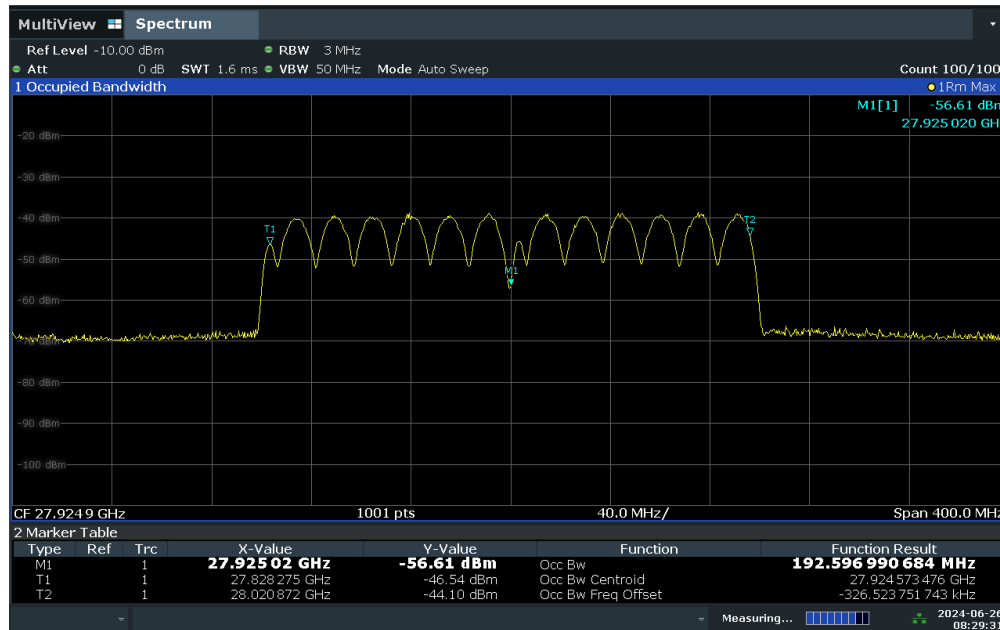 MultiView Spectrum
Ref Level -10.00 dBm RBW 3 MHz
Att 0 dB SWT 1.6 ms VBW 50 MHz Mode Auto Sweep Count 100/100
1 Occupied Bandwidth 1Rm Max
M1[1] -56.61 dBm
27.925 020 GH
-20 dBm
-30 dBm
-40 dBm
T1 T2
-50 dBm
M1
-60 dBm
-70 dBm
-80 dBm
-90 dBm
-100 dBm
CF 27.9249 GHz 1001 pts 40.0 MHz/ Span 400.0 MHz
2 Marker Table
Type Ref Trc X-Value Y-Value Function Function Result
M1 1 27.925 02 GHz -56.61 dBm Occ Bw 192.596 990 684 MHz
T1 1 27.828 275 GHz -46.54 dBm Occ Bw Centroid 27.924 573 476 GHz
T2 1 28.020 872 GHz -44.10 dBm Occ Bw Freq Offset -326.523 751 743 kHz
Measuring... 2024-06-26
08:29:31